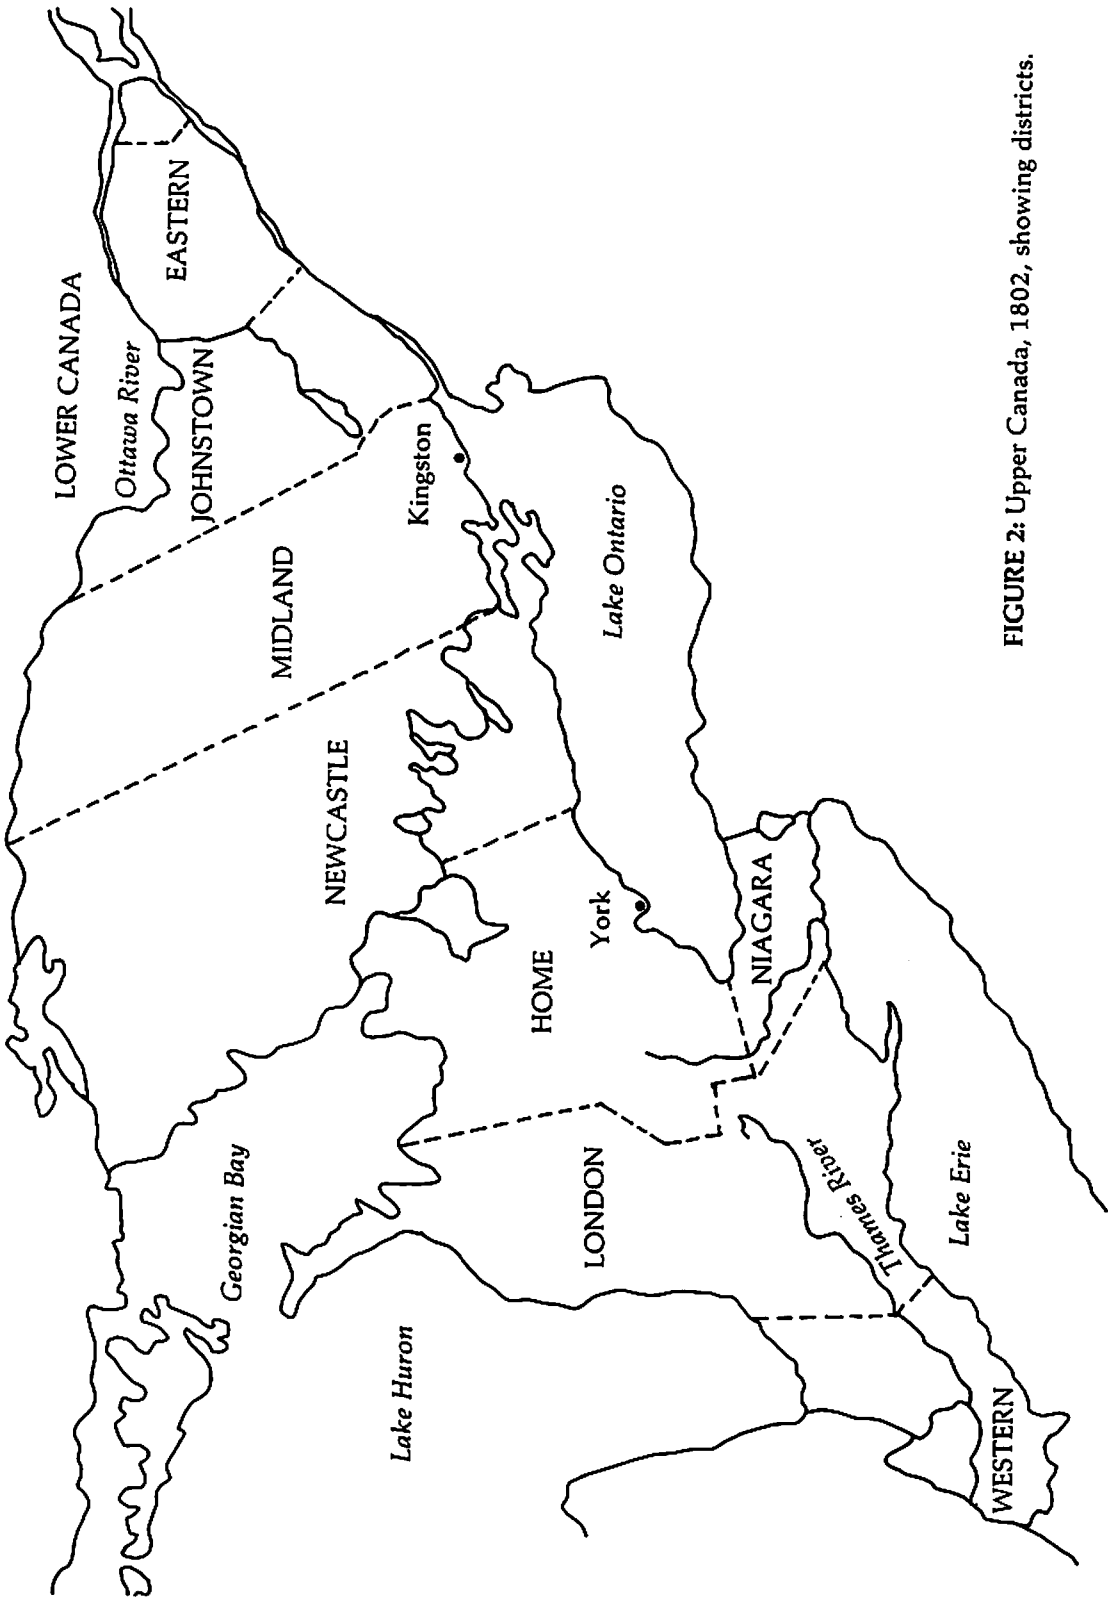 LOWER CANADA
Ottawa River
EASTERN
JOHNSTOWN
MIDLAND
Kingston
NEWCASTLE
Lake Ontario
York
HOME
NIAGARA
Georgian Bay
LONDON
Thames River
Lake Erie
Lake Huron
WESTERN
FIGURE 2: Upper Canada, 1802, showing districts.